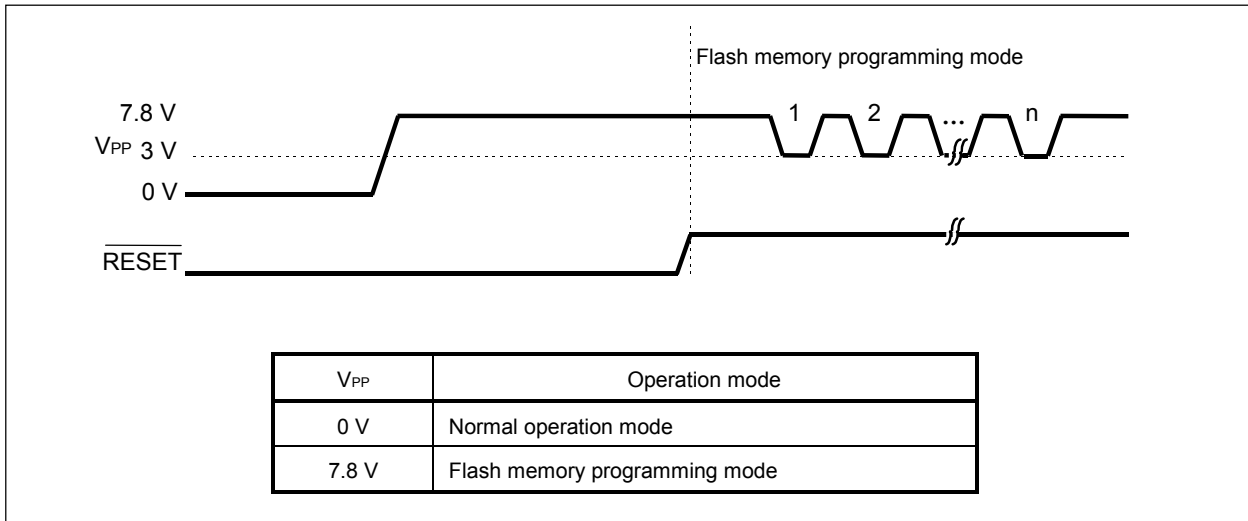 Flash memory programming mode
7.8 V
1 2 ... n
VPP 3 V
0 V
RESET
VPP Operation mode
0 V Normal operation mode
7.8 V Flash memory programming mode